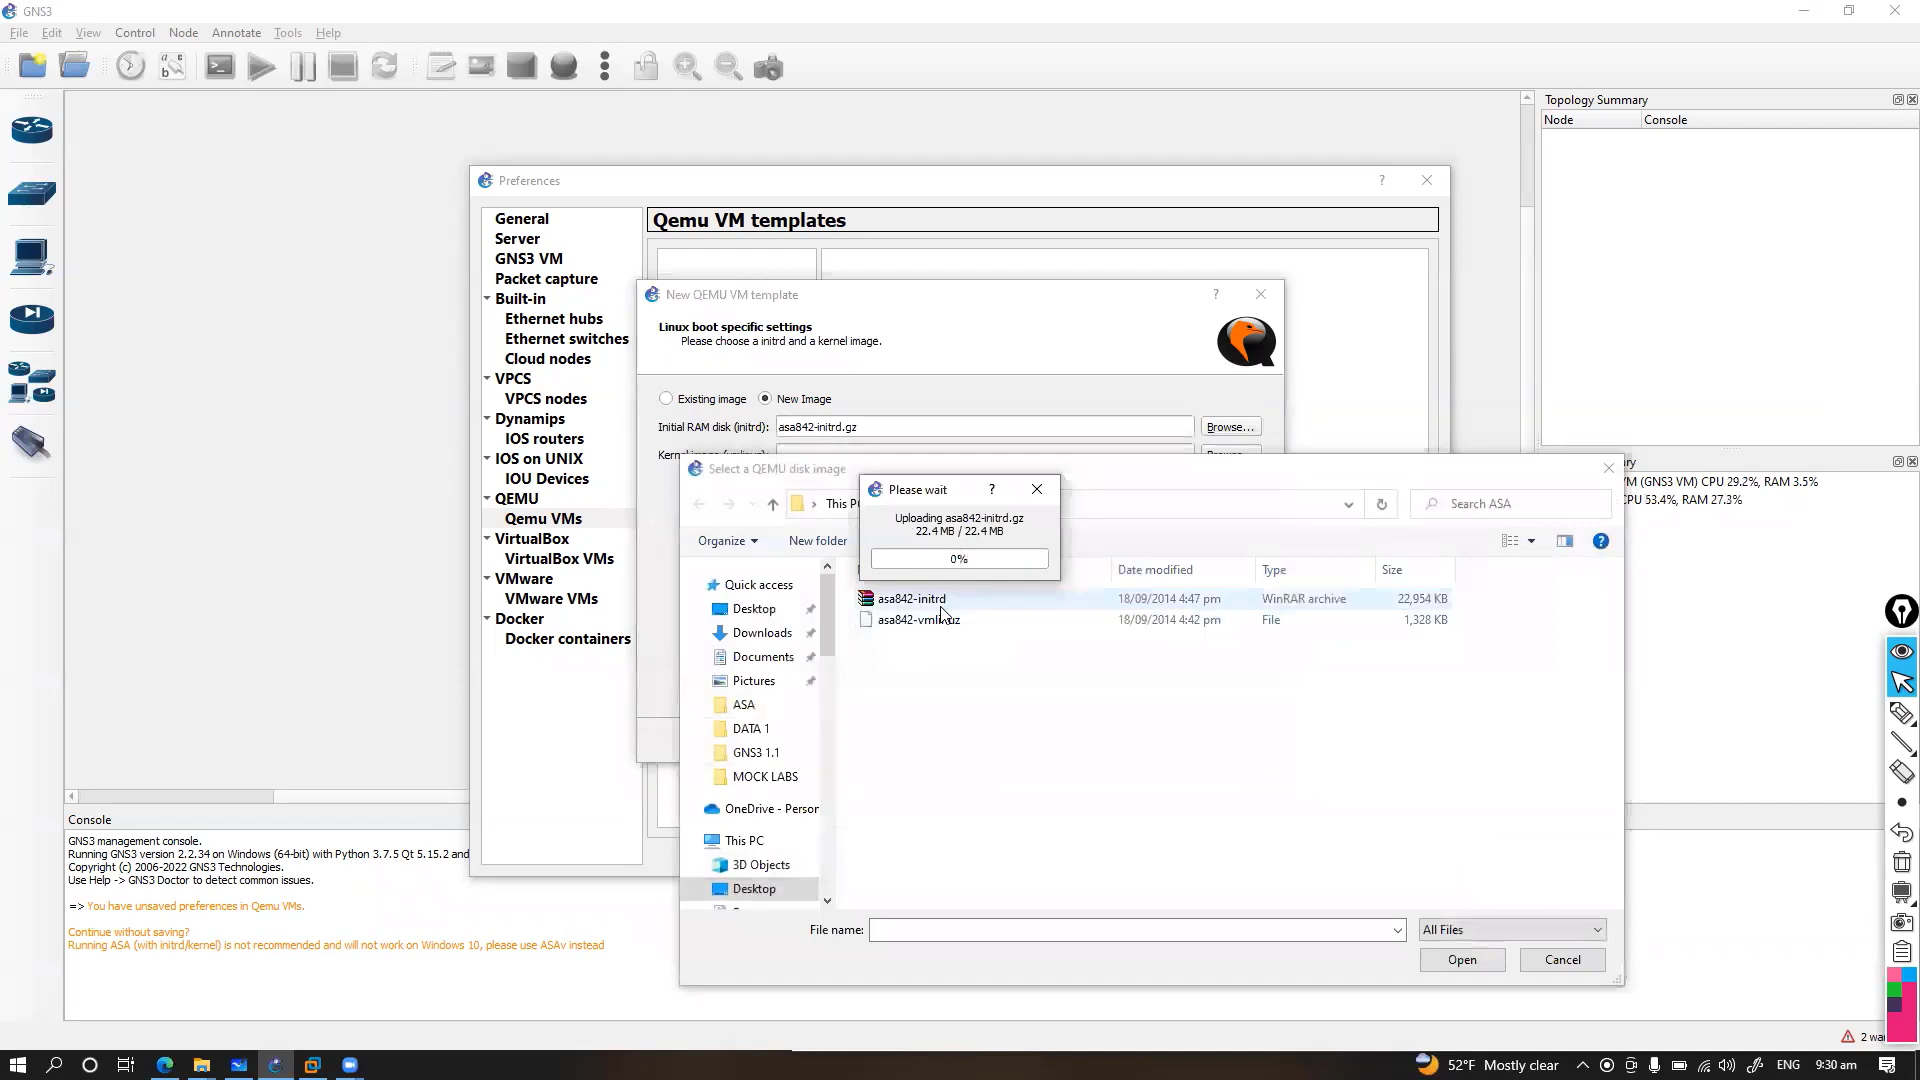 GNS3
File Edit View Control Node Annotate Tools Help
Topology Summary
Node Console
Preferences
?
General
Server
GNS3 VM
Packet capture
Built-in
Ethernet hubs
Ethernet switches
Cloud nodes
VPCS
VPCS nodes
Dynamips
IOS routers
IOS on UNIX
IOU Devices
QEMU
Qemu VMs
VirtualBox
VirtualBox VMs
VMware
VMware VMs
Docker
Docker containers
Qemu VM templates
New QEMU VM template
?
Linux boot specific settings
Please choose a initrd and a kernel image.
Existing image New Image
Initial RAM disk (initrd): asa842-initrd.gz Browse...
Select a QEMU disk image
This
Search ASA
Organize New folder
Please wait ?
Uploading asa842-initrd.gz
22.4 MB / 22.4 MB
0%
Date modified Type Size
asa842-initrd 18/09/2014 4:47 pm WinRAR archive 22,954 KB
asa842-vmlinuz 18/09/2014 4:42 pm File 1,328 KB
Quick access
Desktop
Downloads
Documents
Pictures
ASA
DATA 1
GNS3 1.1
MOCK LABS
OneDrive - Person
This PC
3D Objects
Desktop
File name: All Files
Open Cancel
(GNS3 VM) CPU 29.2%, RAM 3.5%
53.4%, RAM 27.3%
Console
GNS3 management console.
Running GNS3 version 2.2.34 on Windows (64-bit) with Python 3.7.5 Qt 5.15.2 and
Copyright (c) 2006-2022 GNS3 Technologies.
Use Help -> GNS3 Doctor to detect common issues.
=> You have unsaved preferences in Qemu VMs.
Continue without saving?
Running ASA (with initrd/kernel) is not recommended and will not work on Windows 10, please use ASAv instead
2
52°F Mostly clear ENG 9:30 am